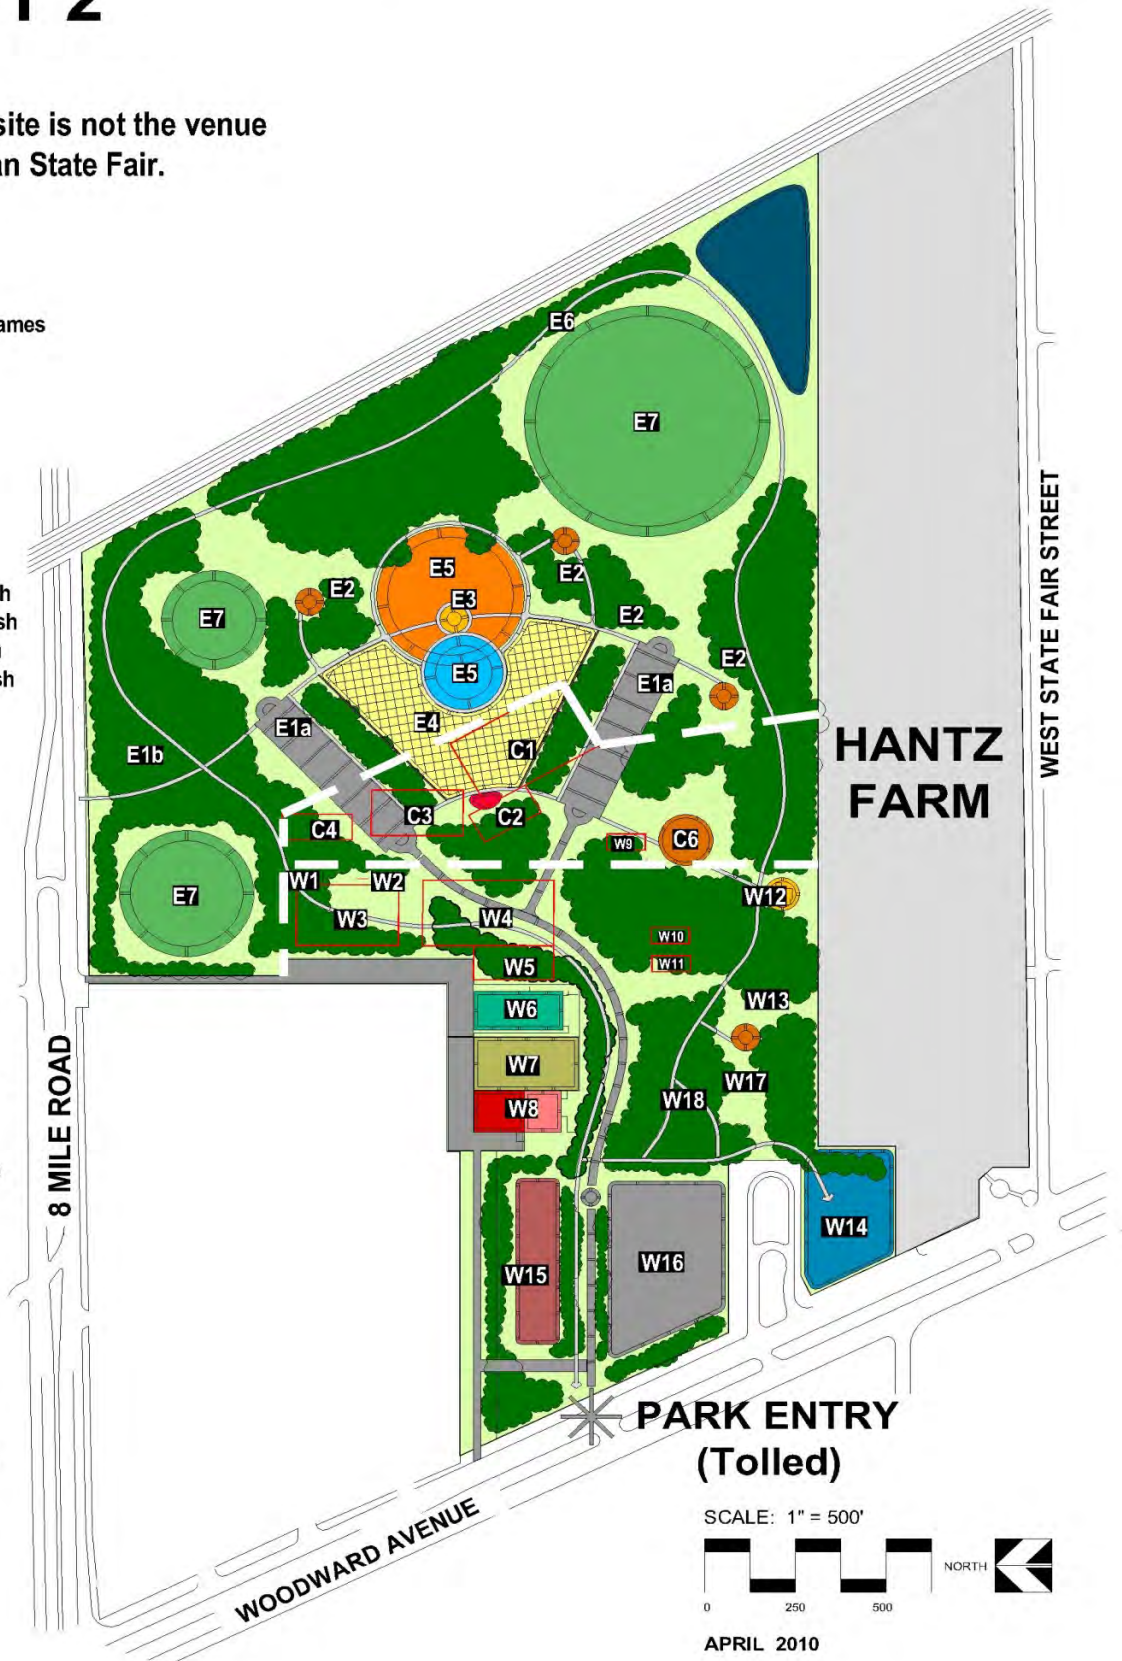 site is not the venue
an State Fair.
ames
h
sh
sh
E6
E7
E5
E2
E2
E3
E7
E2
E5
E2
E1a
E4
E1a
C1
E1b
HANTZ
FARM
WEST STATE FAIR STREET
C3
C2
C4
W9
C6
W1
W2
E7
W12
W3
W4
W10
W11
W5
W13
W6
W7
W17
W8
W18
8 MILE ROAD
W14
W16
W15
PARK ENTRY
(Tolled)
WOODWARD AVENUE
SCALE: 1" = 500'
NORTH
0 250 500
APRIL 2010